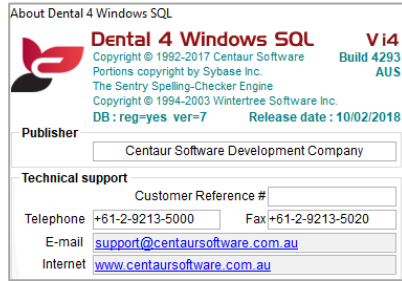 About Dental 4 Windows SQL
Dental 4 Windows SQL Vi4
Copyright © 1992-2017 Centaur Software Build 4293
Portions copyright by Sybase Inc. AUS
The Sentry Spelling-Checker Engine
Copyright © 1994-2003 Wintertree Software Inc.
DB : reg=yes ver=7 Release date : 10/02/2018
Publisher
Centaur Software Development Company
Technical support
Customer Reference #
Telephone +61-2-9213-5000 Fax +61-2-9213-5020
E-mail support@centaursoftware.com.au
Internet www.centaursoftware.com.au